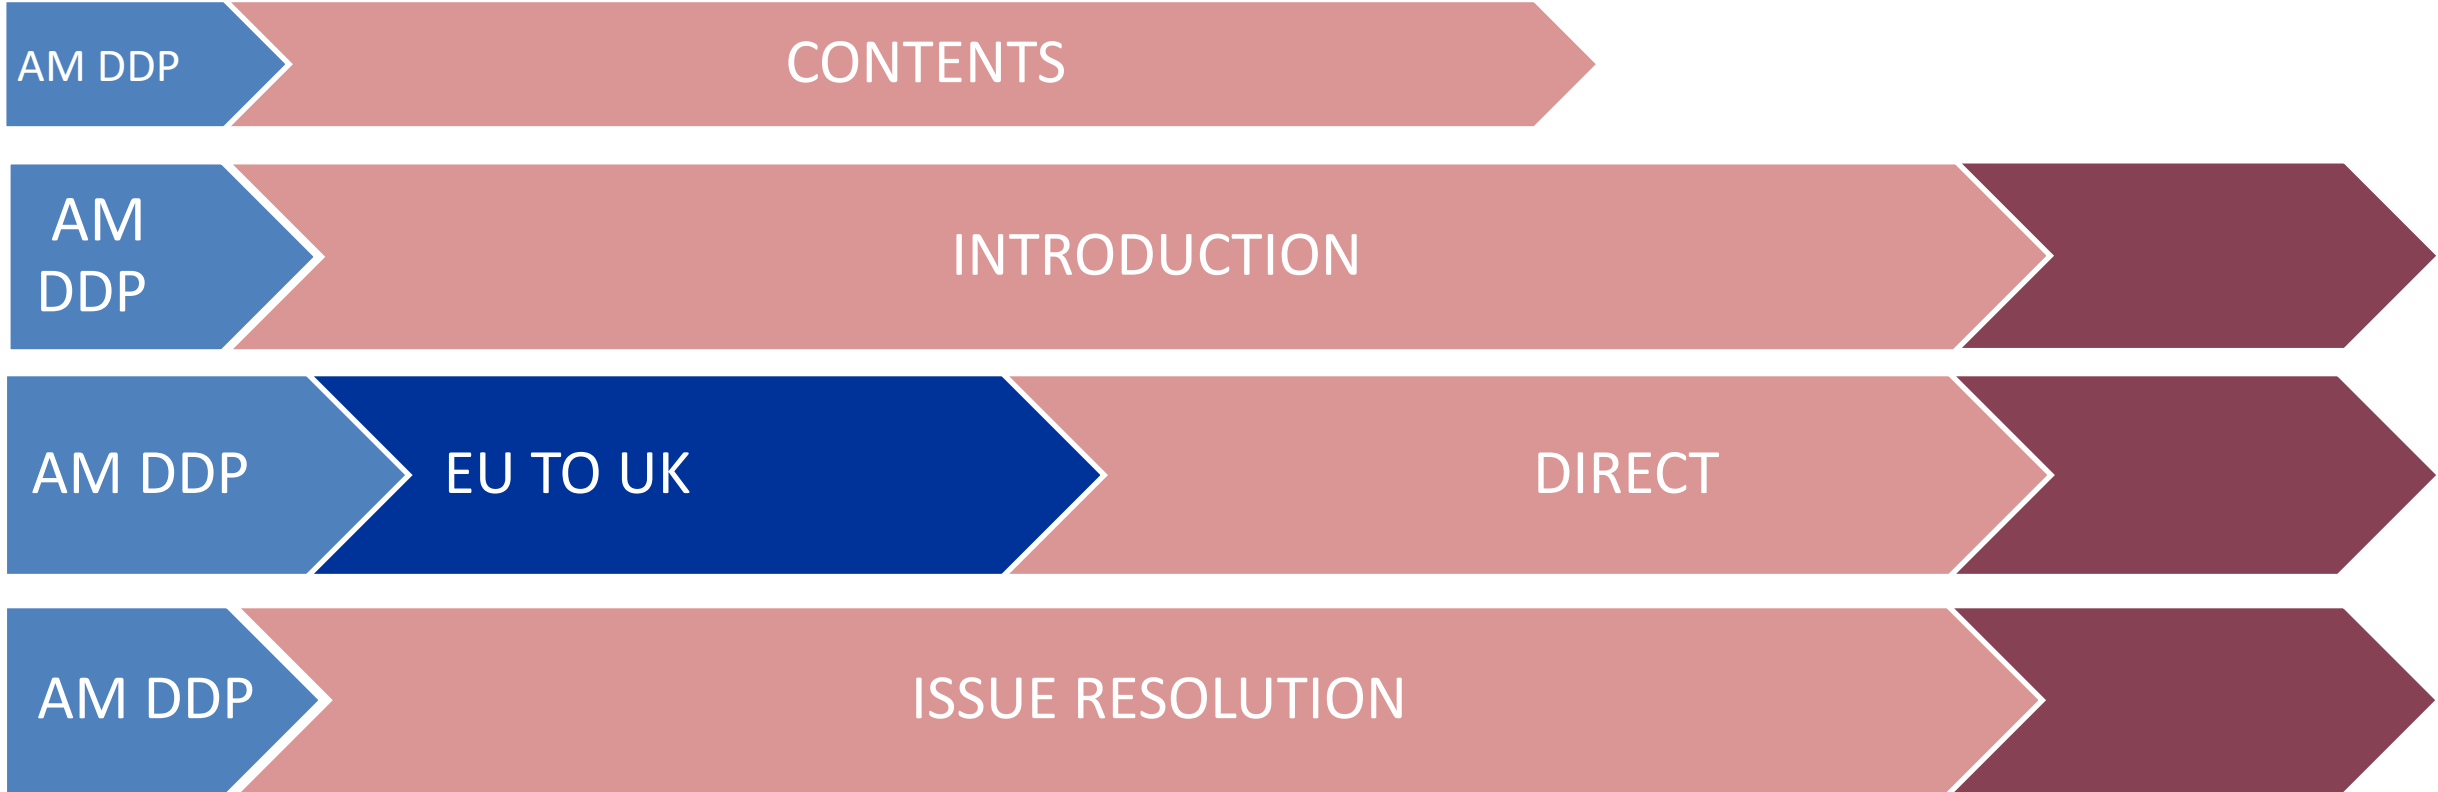 AM DDP
CONTENTS
AM
DDP
INTRODUCTION
AM DDP
EU TO UK
DIRECT
AM DDP
ISSUE RESOLUTION